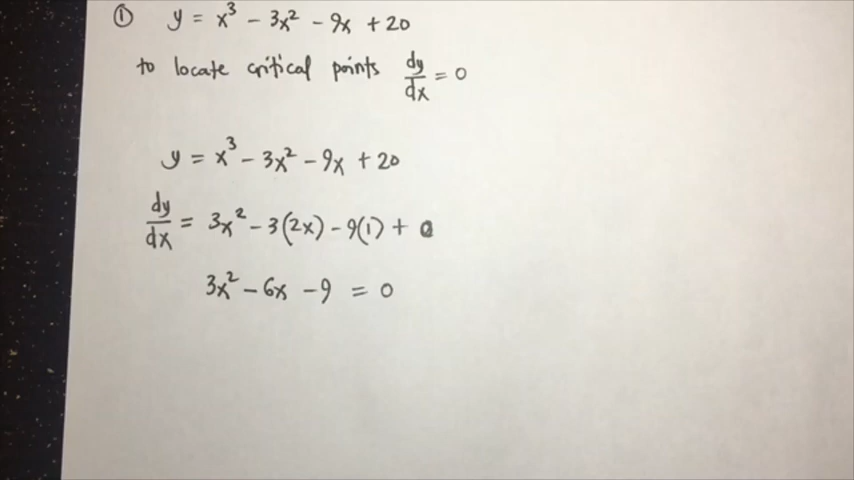 ① y = x³ - 3x² - 9x + 20
to locate critical points dy/dx = 0
y = x³ - 3x² - 9x + 20
dy/dx = 3x² - 3(2x) - 9(1) + 0
3x² - 6x - 9 = 0